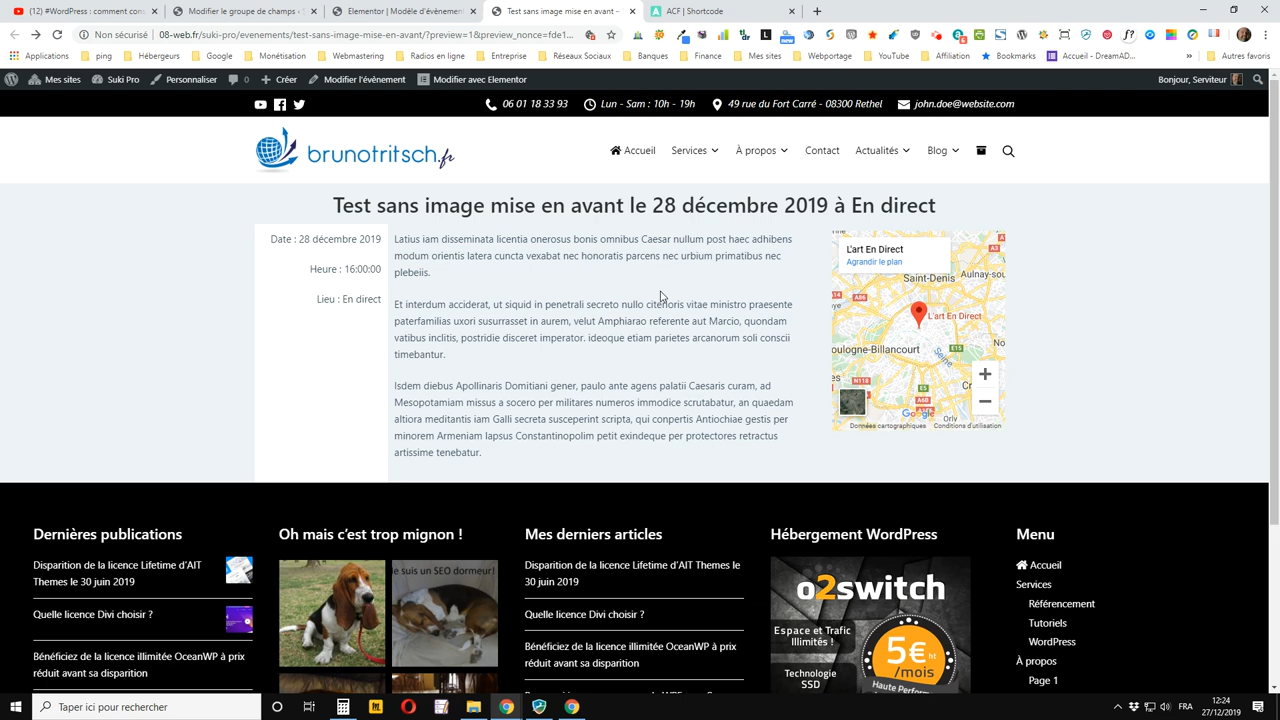 (12) #WordPress : comment cons
Modifier le groupe de champs ‹ S
Elementor | Modèle d'évènement
Test sans image mise en avant –
ACF | Shortcode
Non sécurisé
08-web.fr/suki-pro/evenements/test-sans-image-mise-en-avant/?preview=1&preview_nonce=fde1...
Applications
ping
Hébergeurs
Google
Monétisation
Webmastering
Radios en ligne
Entreprise
Réseaux Sociaux
Banques
Finance
Mes sites
Webportage
YouTube
Affiliation
Bookmarks
Accueil - DreamAD...
»
Autres favoris
Mes sites
Suki Pro
Personnaliser
0
Créer
Modifier l'évènement
Modifier avec Elementor
Bonjour, Serviteur
06 01 18 33 93
Lun - Sam : 10h - 19h
49 rue du Fort Carré - 08300 Rethel
john.doe@website.com
brunotritsch.fr
Accueil
Services
À propos
Contact
Actualités
Blog
Test sans image mise en avant le 28 décembre 2019 à En direct
Date : 28 décembre 2019
Heure : 16:00:00
Lieu : En direct
Latius iam disseminata licentia onerosus bonis omnibus Caesar nullum post haec adhibens
modum orientis latera cuncta vexabat nec honoratis parcens nec urbium primatibus nec
plebeiis.
Et interdum acciderat, ut siquid in penetrali secreto nullo citerioris vitae ministro praesente
paterfamilias uxori susurrasset in aurem, velut Amphiarao referente aut Marcio, quondam
vatibus inclitis, postridie disceret imperator. ideoque etiam parietes arcanorum soli conscii
timebantur.
Isdem diebus Apollinaris Domitiani gener, paulo ante agens palatii Caesaris curam, ad
Mesopotamiam missus a socero per militares numeros immodice scrutabatur, an quaedam
altiora meditantis iam Galli secreta susceperint scripta, qui conpertis Antiochiae gestis per
minorem Armeniam lapsus Constantinopolim petit exindeque per protectores retractus
artissime tenebatur.
L'art En Direct
Agrandir le plan
Saint-Denis
Aulnay-sou
A86
L'art En Direct
oulogne-Billancourt
Seine
E15
N118
Orly
Google
Données cartographiques
Conditions d'utilisation
Dernières publications
Disparition de la licence Lifetime d'AIT
Themes le 30 juin 2019
Quelle licence Divi choisir ?
Bénéficiez de la licence illimitée OceanWP à prix
réduit avant sa disparition
Oh mais c'est trop mignon !
Je suis un SEO dormeur!
Mes derniers articles
Disparition de la licence Lifetime d'AIT Themes le
30 juin 2019
Quelle licence Divi choisir ?
Bénéficiez de la licence illimitée OceanWP à prix
réduit avant sa disparition
Hébergement WordPress
o2switch
Espace et Trafic
Illimités !
Technologie
SSD
5€ ht
/mois
Menu
Accueil
Services
Référencement
Tutoriels
WordPress
À propos
Page 1
Taper ici pour rechercher
FRA
12:24
27/12/2019